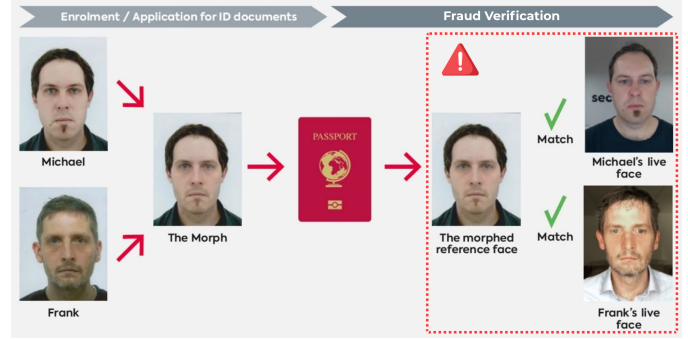 Enrolment / Application for ID documents
Fraud Verification
Michael
Frank
The Morph
PASSPORT
The morphed
reference face
Match
Match
sec
Michael's live
face
Frank's live
face